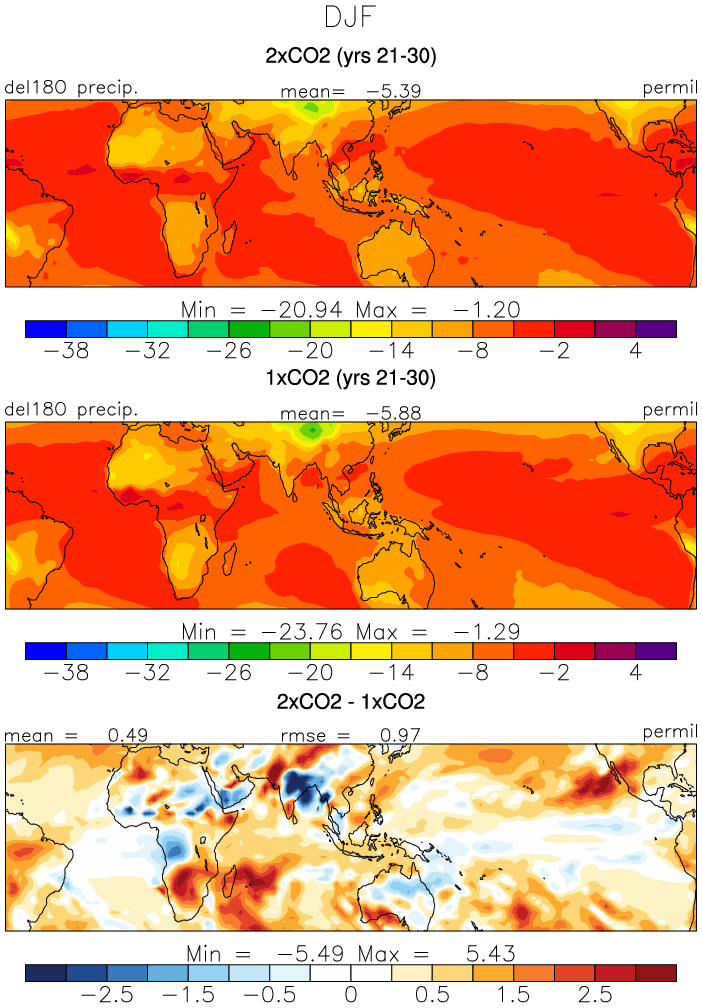 DJF
2xCO2 (yrs 21-30)
del18O precip. mean= −5.39 permil
Min = −20.94 Max = −1.20
−38 −32 −26 −20 −14 −8 −2 4
1xCO2 (yrs 21-30)
del18O precip. mean= −5.88 permil
Min = −23.76 Max = −1.29
−38 −32 −26 −20 −14 −8 −2 4
2xCO2 - 1xCO2
mean = 0.49 rmse = 0.97 permil
Min = −5.49 Max = 5.43
−2.5 −1.5 −0.5 0 0.5 1.5 2.5